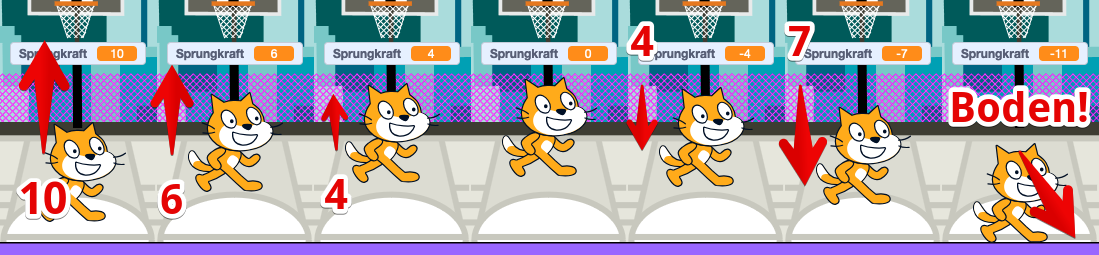 Sprungkraft 10
10
Sprungkraft 6
6
Sprungkraft 4
4
Sprungkraft 0
4
Sprungkraft -4
7
Sprungkraft -7
Sprungkraft -11
Boden!